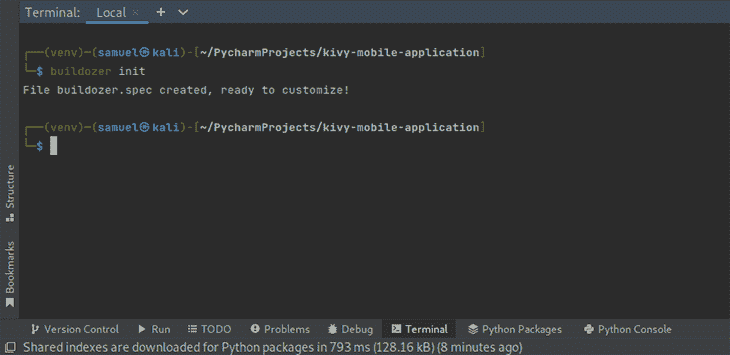 Terminal: Local × + 
┌──(venv)─(samuel㉿kali)-[~/PycharmProjects/kivy-mobile-application]
└─$ buildozer init
File buildozer.spec created, ready to customize!
┌──(venv)─(samuel㉿kali)-[~/PycharmProjects/kivy-mobile-application]
└─$
Structure
Bookmarks
Version Control Run TODO Problems Debug Terminal Python Packages Python Console
Shared indexes are downloaded for Python packages in 793 ms (128.16 kB) (8 minutes ago)